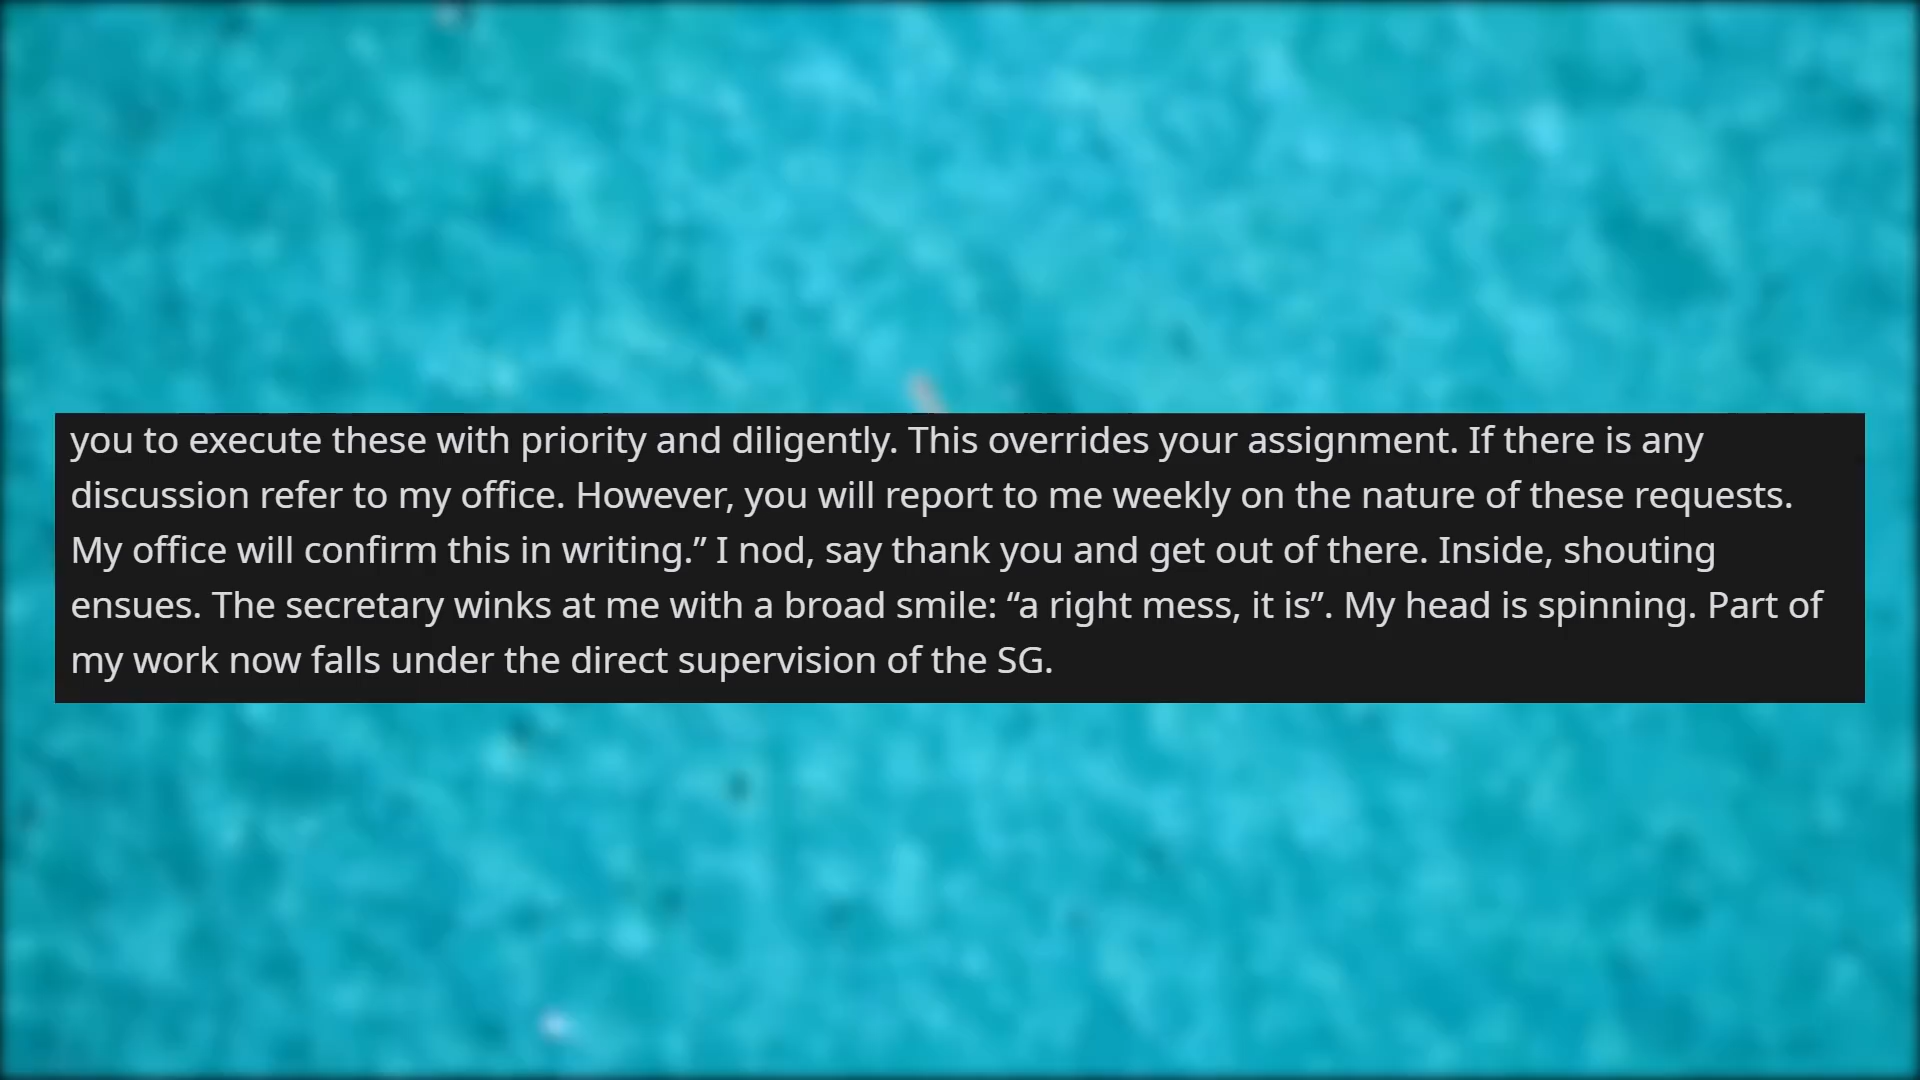 you to execute these with priority and diligently. This overrides your assignment. If there is any
discussion refer to my office. However, you will report to me weekly on the nature of these requests.
My office will confirm this in writing.” I nod, say thank you and get out of there. Inside, shouting
ensues. The secretary winks at me with a broad smile: “a right mess, it is”. My head is spinning. Part of
my work now falls under the direct supervision of the SG.